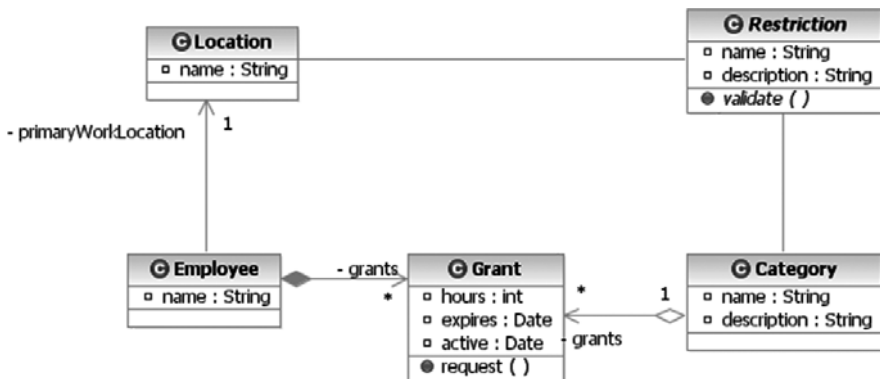 C Restriction
name : String
description : String
validate ( )
C Location
name : String
1
- primaryWorkLocation
C Employee
name : String
- grants
*
C Grant
hours : int
expires : Date
active : Date
request ( )
*
1
- grants
C Category
name : String
description : String